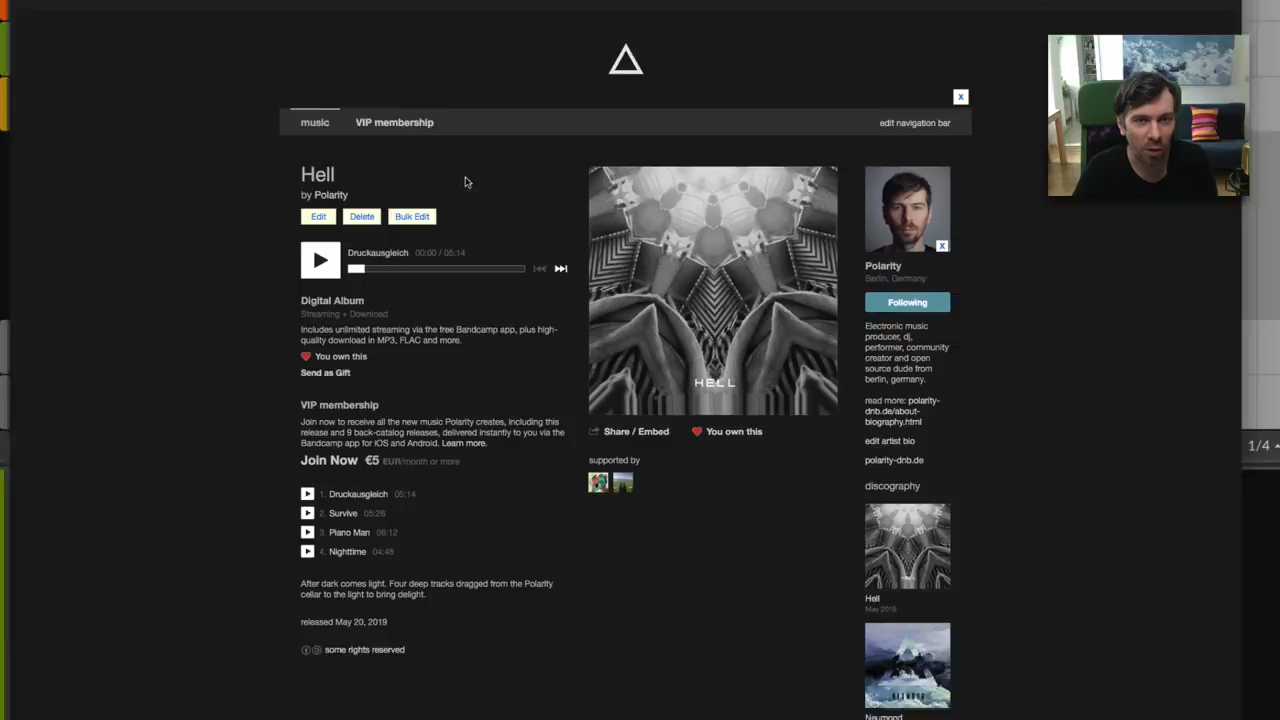 X
music
VIP membership
edit navigation bar
Hell
by Polarity
Edit
Delete
Bulk Edit
Druckausgleich 00:00 / 05:14
Digital Album
Streaming + Download
Includes unlimited streaming via the free Bandcamp app, plus high-
quality download in MP3, FLAC and more.
You own this
Send as Gift
VIP membership
Join now to receive all the new music Polarity creates, including this
release and 9 back-catalog releases, delivered instantly to you via the
Bandcamp app for iOS and Android. Learn more.
Join Now €5 EUR/month or more
1. Druckausgleich 05:14
2. Survive 05:26
3. Piano Man 06:12
4. Nighttime 04:48
After dark comes light. Four deep tracks dragged from the Polarity
cellar to the light to bring delight.
released May 20, 2019
some rights reserved
HELL
Share / Embed
You own this
supported by
X
Polarity
Berlin, Germany
Following
Electronic music
producer, dj,
performer, community
creator and open
source dude from
berlin, germany.
read more: polarity-
dnb.de/about-
biography.html
edit artist bio
polarity-dnb.de
discography
Hell
May 2019
Neumond
1/4